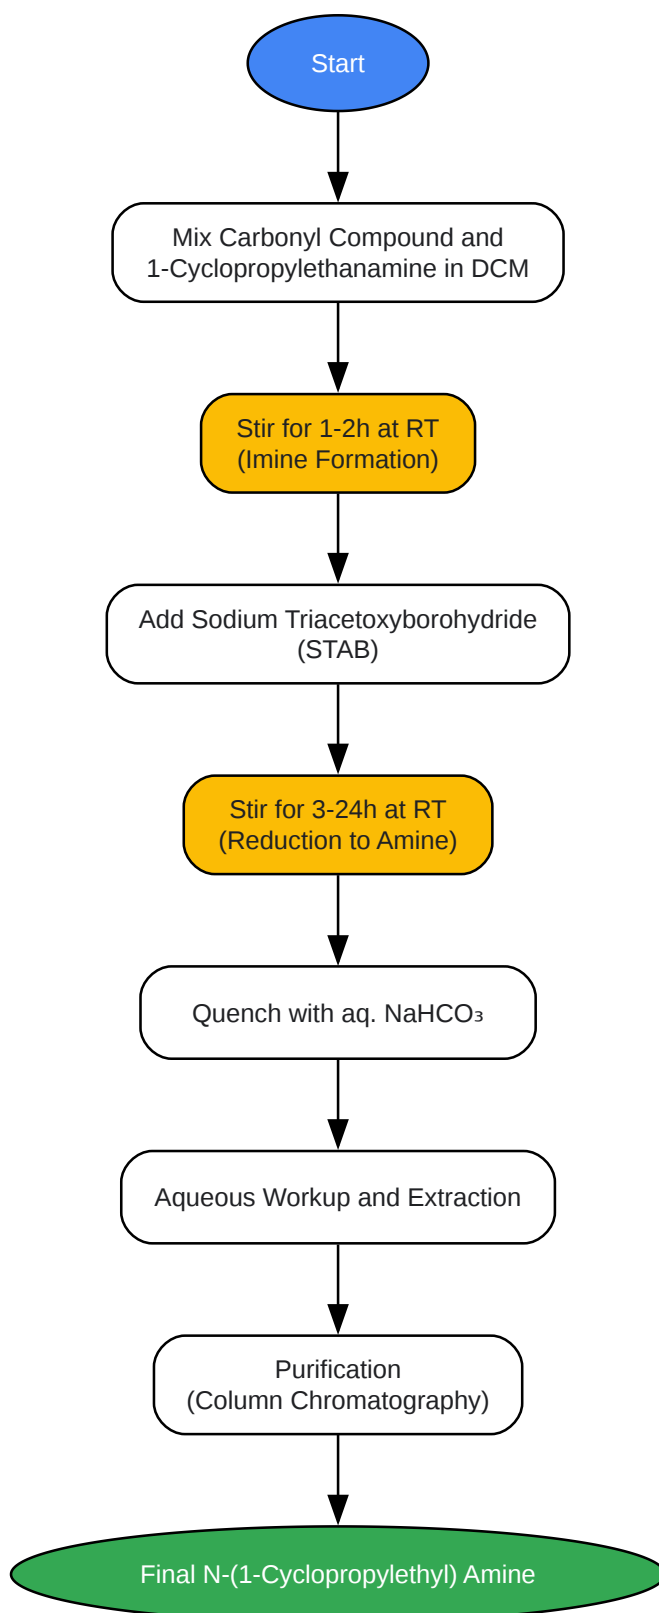 Start
Mix Carbonyl Compound and
1-Cyclopropylethanamine in DCM
Stir for 1-2h at RT
(Imine Formation)
Add Sodium Triacetoxyborohydride
(STAB)
Stir for 3-24h at RT
(Reduction to Amine)
Quench with aq. NaHCO₃
Aqueous Workup and Extraction
Purification
(Column Chromatography)
Final N-(1-Cyclopropylethyl) Amine